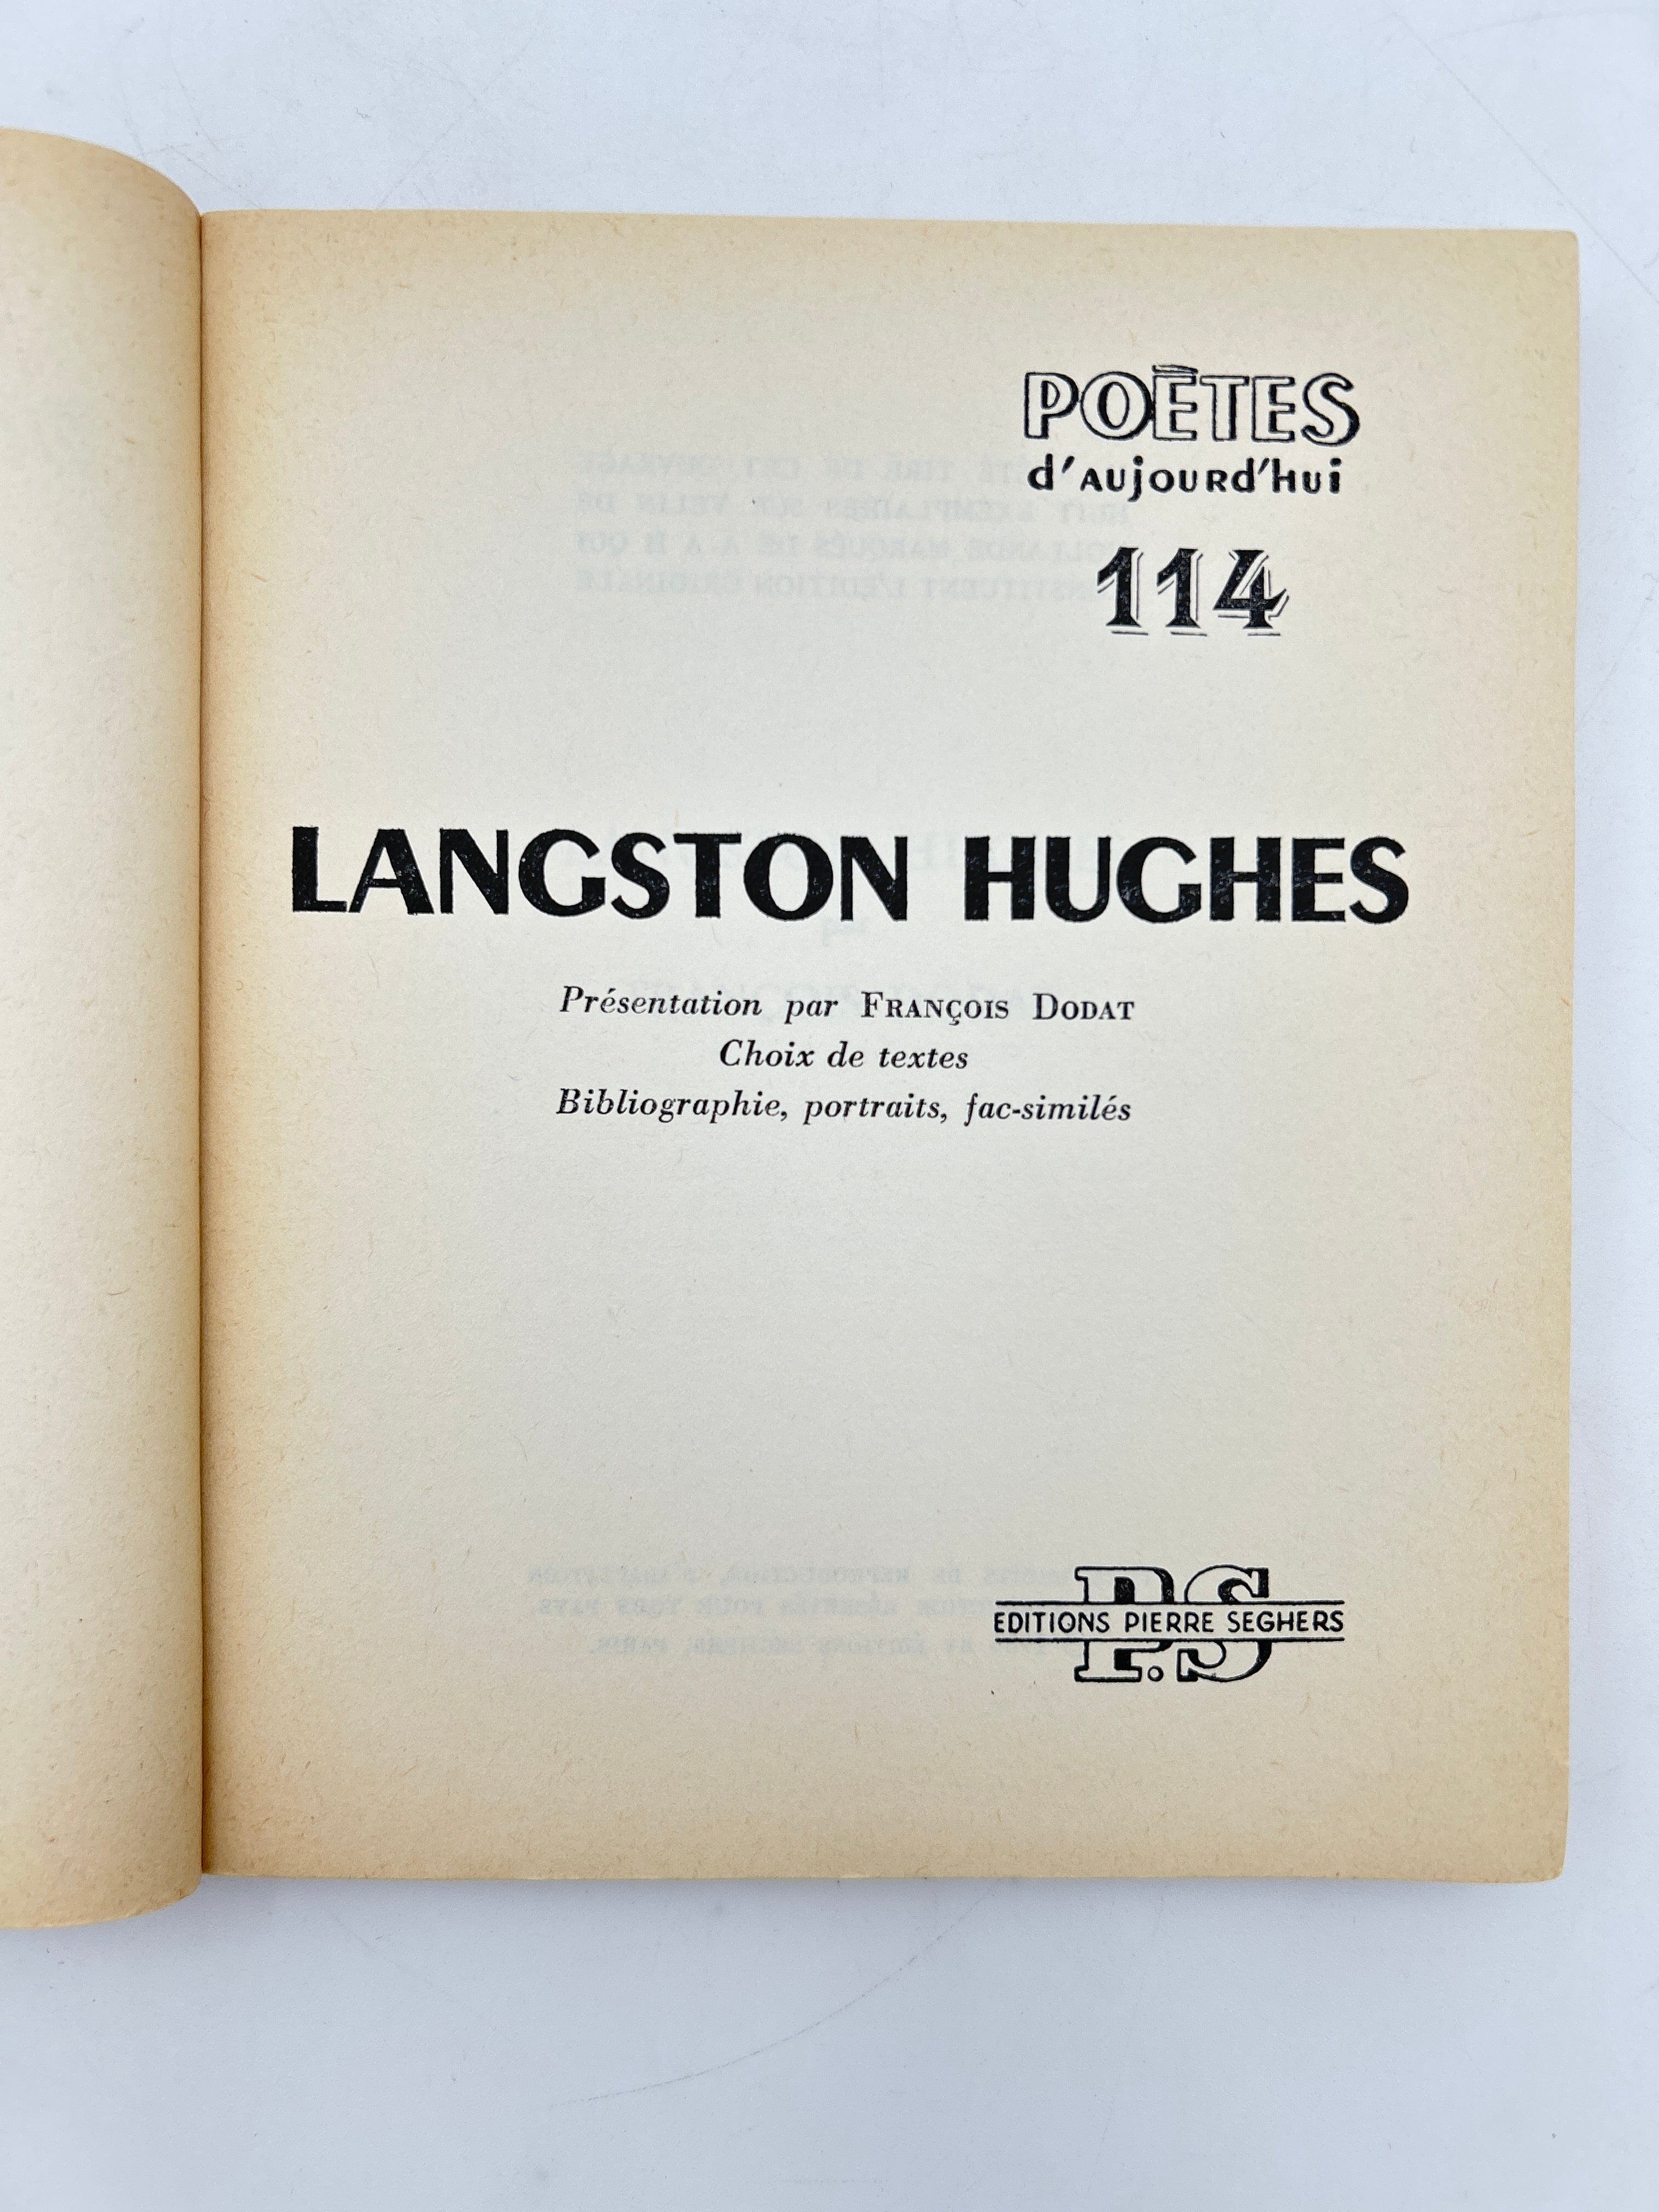 POÈTES
d'AUJOURd'HUI
114
LANGSTON HUGHES
Présentation par FRANÇOIS DODAT
Choix de textes
Bibliographie, portraits, fac-similés
P.S
EDITIONS PIERRE SEGHERS